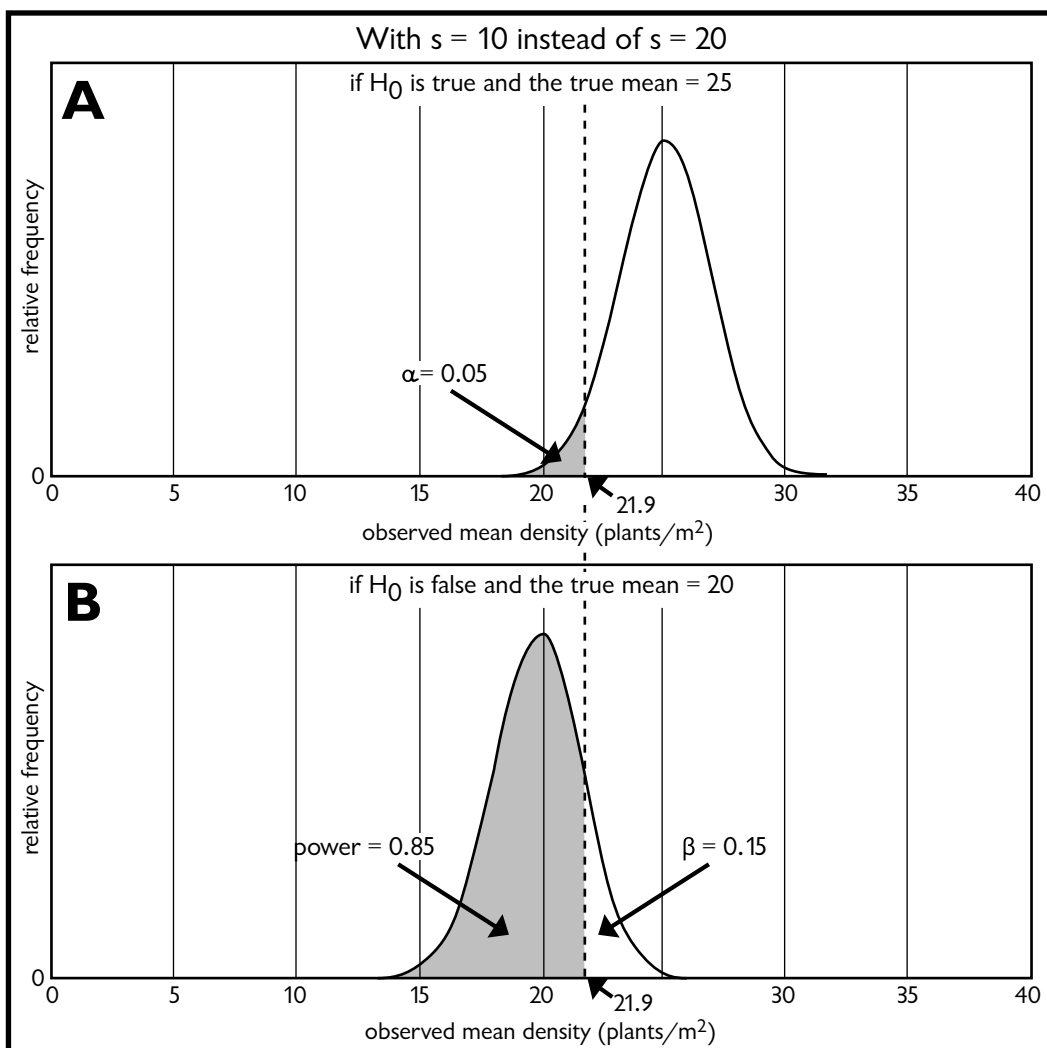 With s = 10 instead of s = 20
A
if H0 is true and the true mean = 25
relative frequency
α= 0.05
0
0 5 10 15 20 30 40
35
21.9
observed mean density (plants/m²)
B
if H0 is false and the true mean = 20
relative frequency
power = 0.85
β = 0.15
0
0 5 10 15 20 30 35 40
21.9
observed mean density (plants/m²)